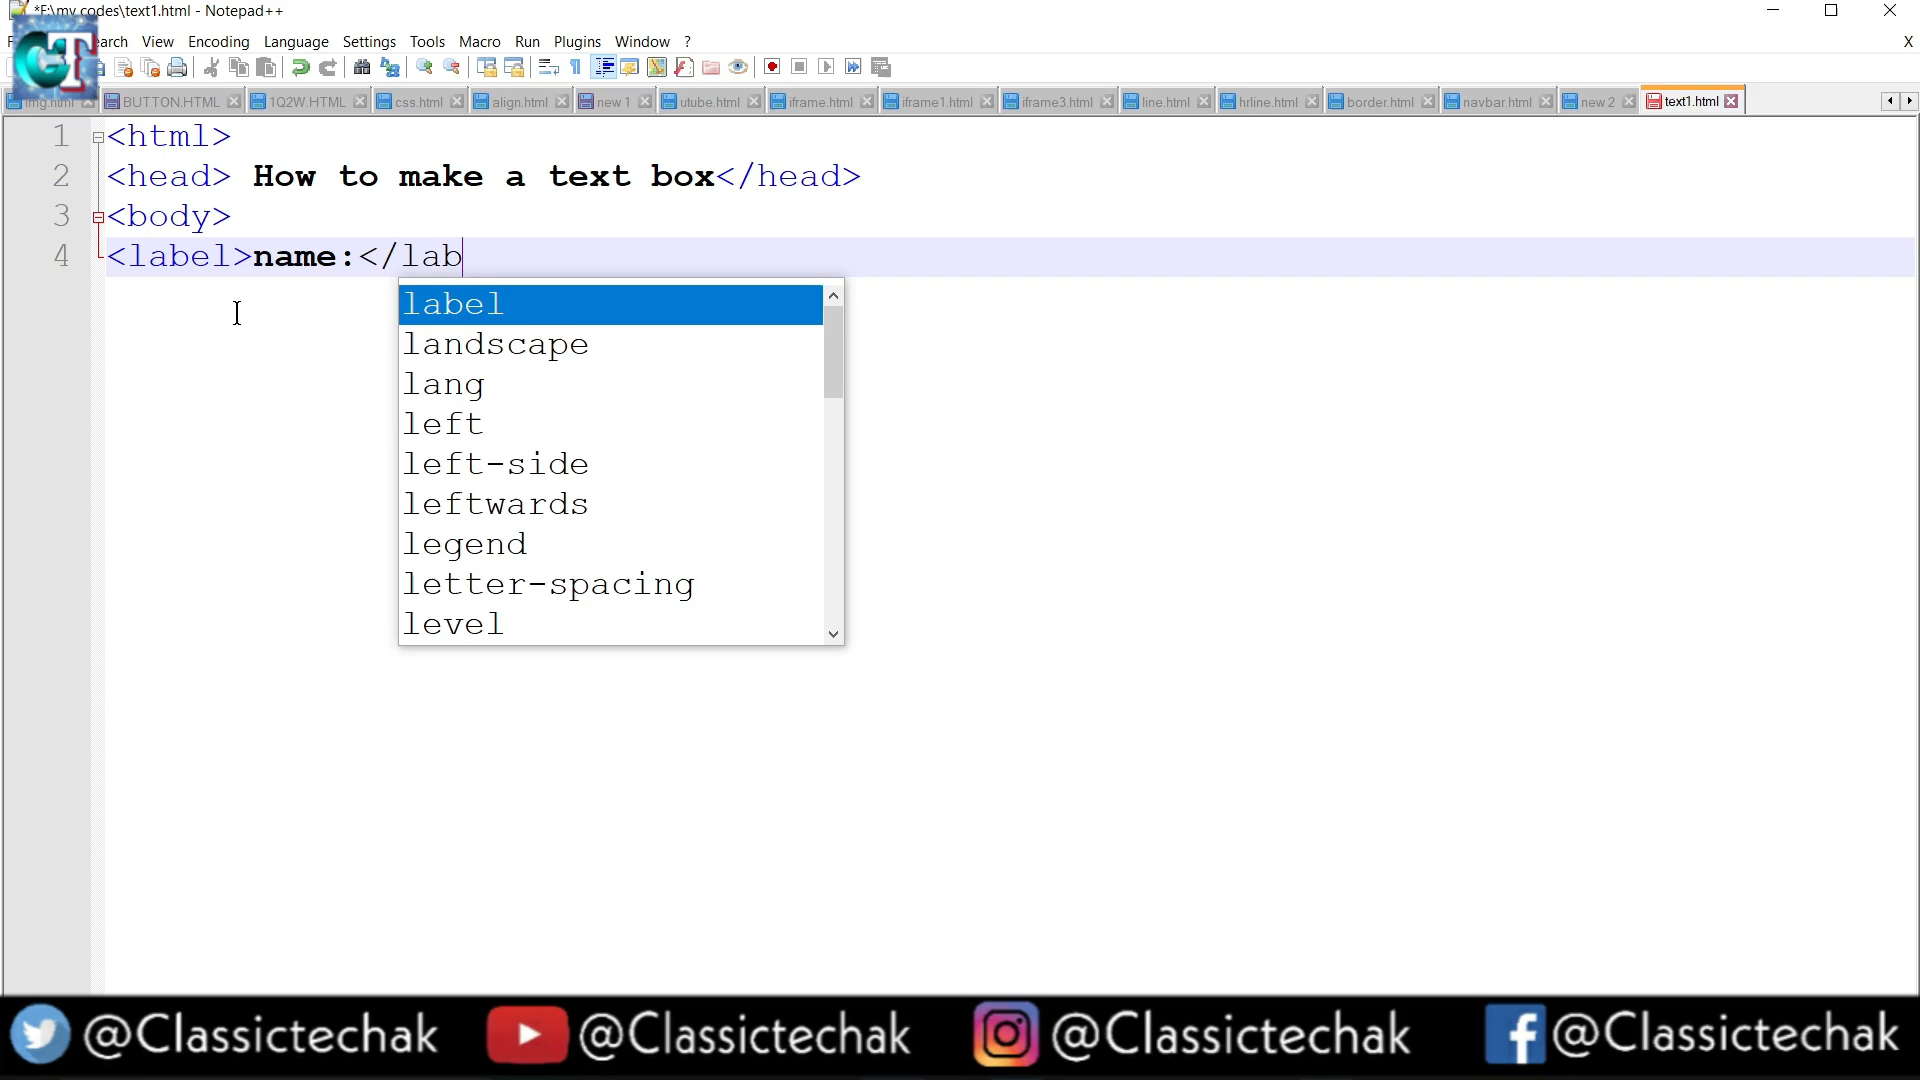 *F:\my codes\text1.html - Notepad++
arch View Encoding Language Settings Tools Macro Run Plugins Window ? X
GT
img.html BUTTON.HTML 1Q2W.HTML css.html align.html new 1 utube.html iframe.html iframe1.html iframe3.html line.html hrline.html border.html navbar.html new 2 text1.html
1 <html>
2 <head> How to make a text box</head>
3 <body>
4 <label>name:</lab
label
landscape
lang
left
left-side
leftwards
legend
letter-spacing
level
@Classictechak @Classictechak @Classictechak @Classictechak